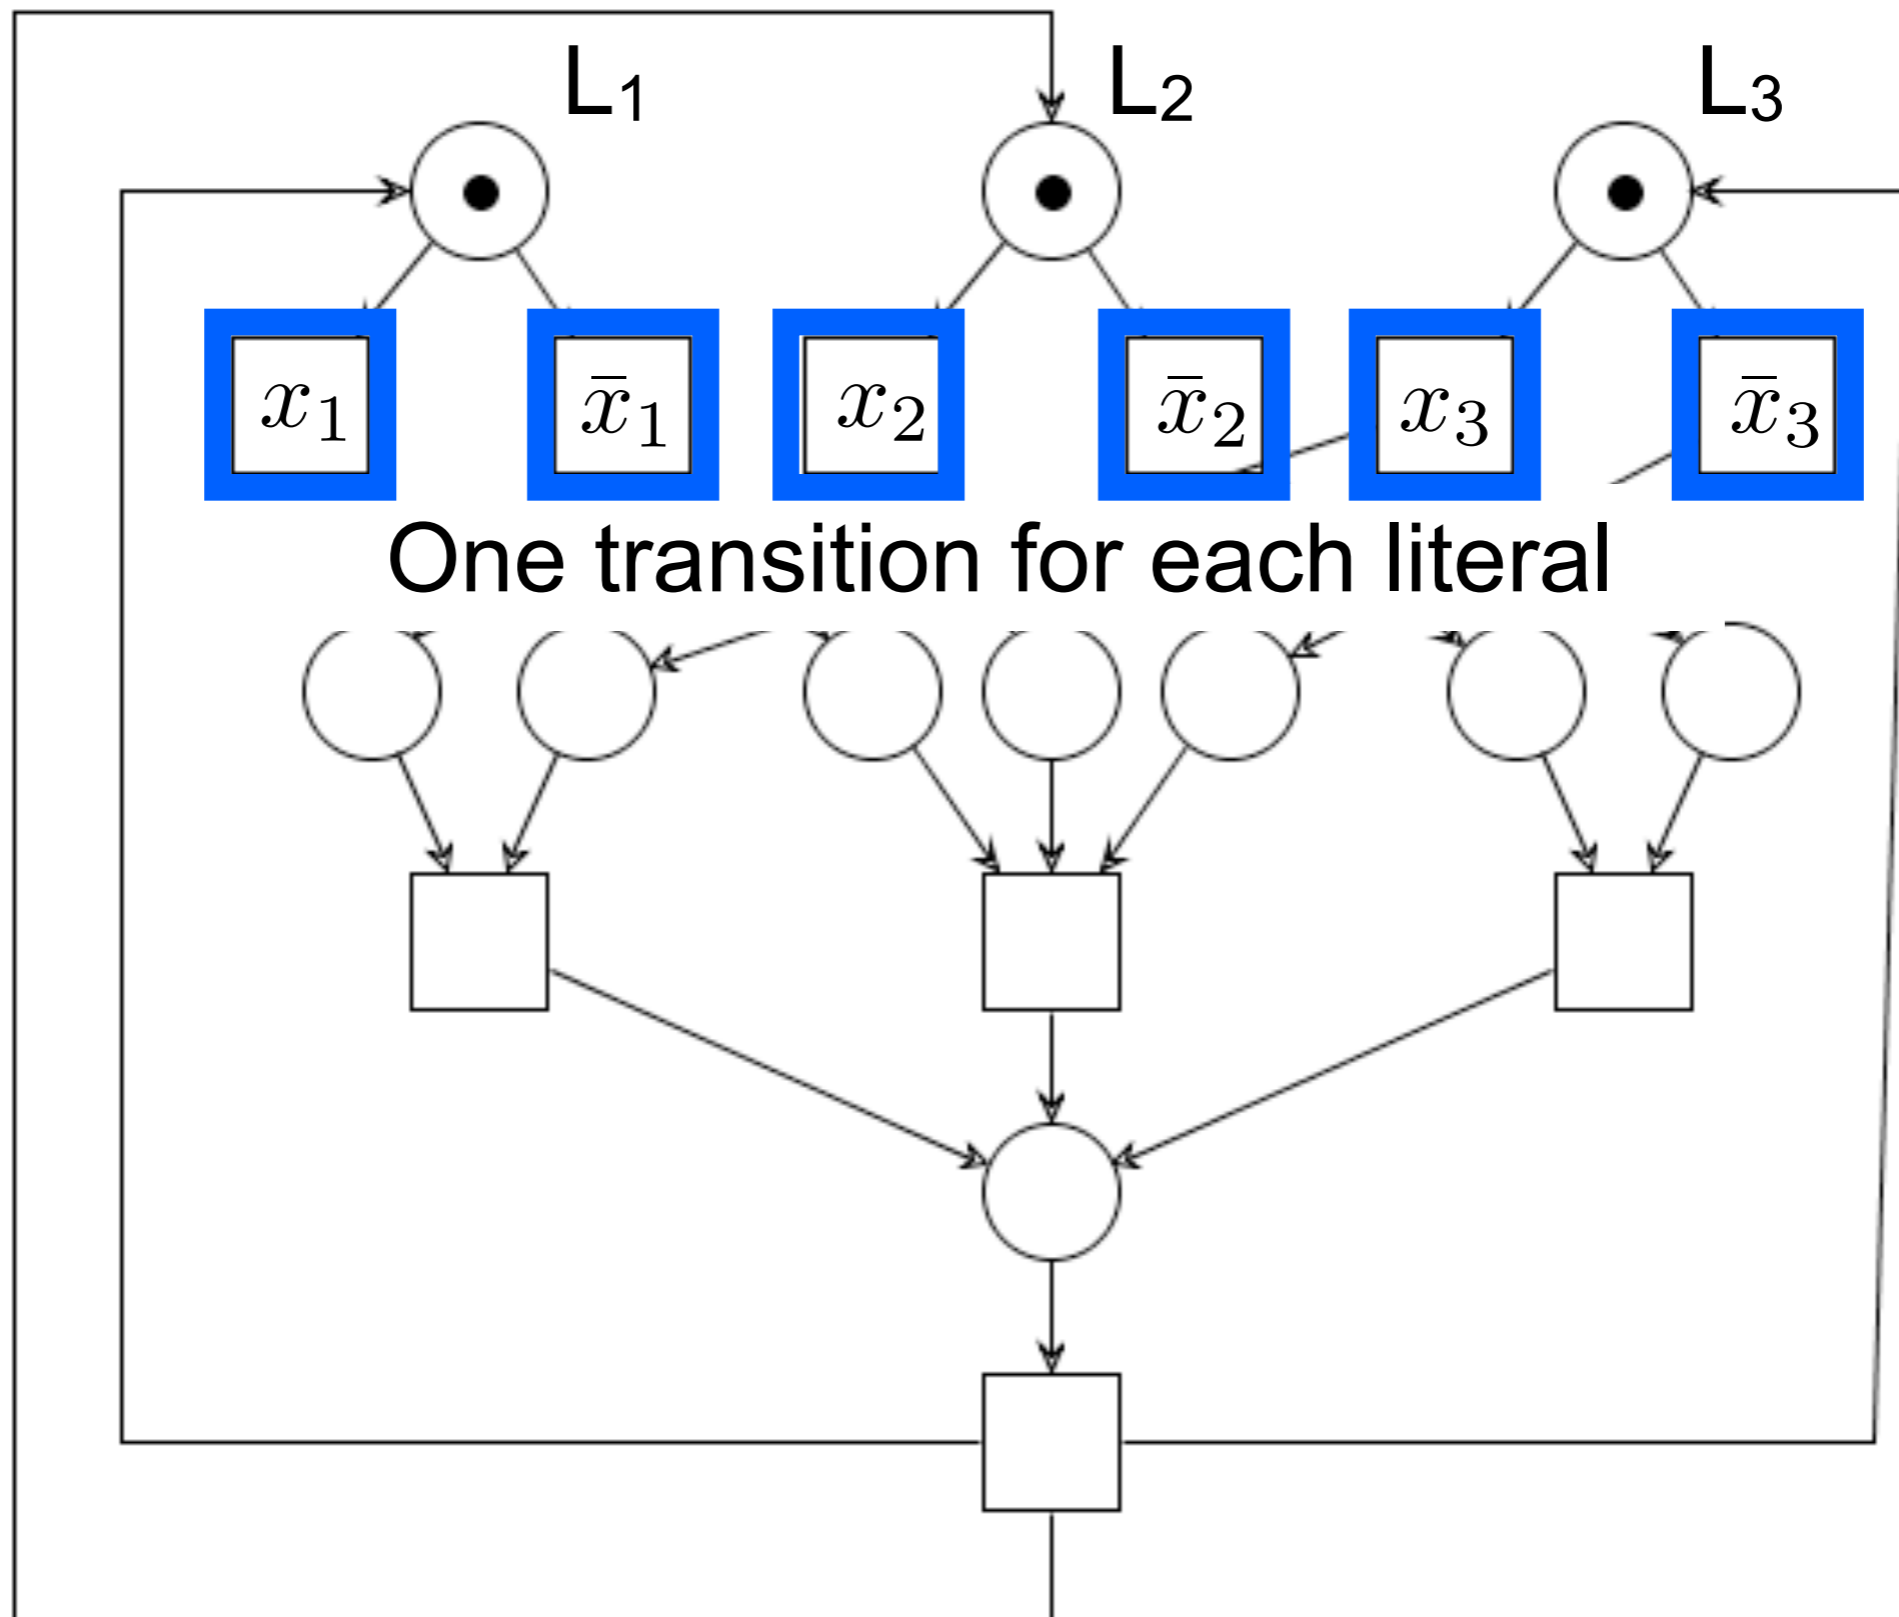 L₁ L₂ L₃
x₁ x̄₁ x₂ x̄₂ x₃ x̄₃
One transition for each literal